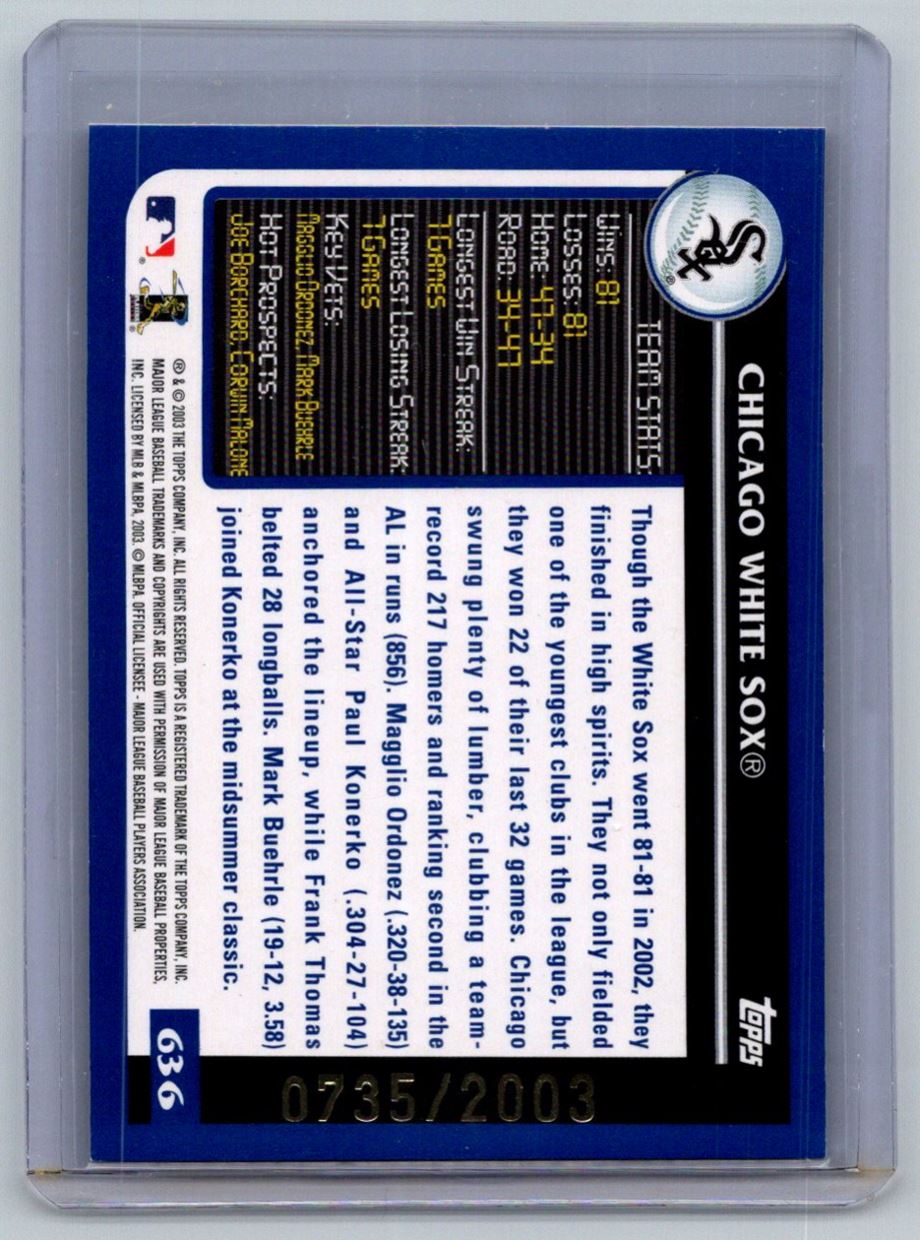 CHICAGO WHITE SOX®
topps
Sox
®
TEAM STATS:
WINS: 81
LOSSES: 81
HOME: 47-34
ROAD: 34-47
LONGEST WIN STREAK:
7 GAMES
LONGEST LOSING STREAK:
7 GAMES
KEY VETS:
MAGGLIO ORDONEZ, MARK BUEHRLE
HOT PROSPECTS:
JOE BORCHARD, CORWIN MALONE
Though the White Sox went 81-81 in 2002, they
finished in high spirits. They not only fielded
one of the youngest clubs in the league, but
they won 22 of their last 32 games. Chicago
swung plenty of lumber, clubbing a team-
record 217 homers and ranking second in the
AL in runs (856). Magglio Ordonez (.320-38-135)
and All-Star Paul Konerko (.304-27-104)
anchored the lineup, while Frank Thomas
belted 28 longballs. Mark Buehrle (19-12, 3.58)
joined Konerko at the midsummer classic.
0735/2003
® & © 2003 THE TOPPS COMPANY, INC. ALL RIGHTS RESERVED. TOPPS IS A REGISTERED TRADEMARK OF THE TOPPS COMPANY, INC.
MAJOR LEAGUE BASEBALL TRADEMARKS AND COPYRIGHTS ARE USED WITH PERMISSION OF MAJOR LEAGUE BASEBALL PROPERTIES,
INC. LICENSED BY MLB & MLBPA, 2003. © MLBPA. OFFICIAL LICENSEE - MAJOR LEAGUE BASEBALL PLAYERS ASSOCIATION.
636